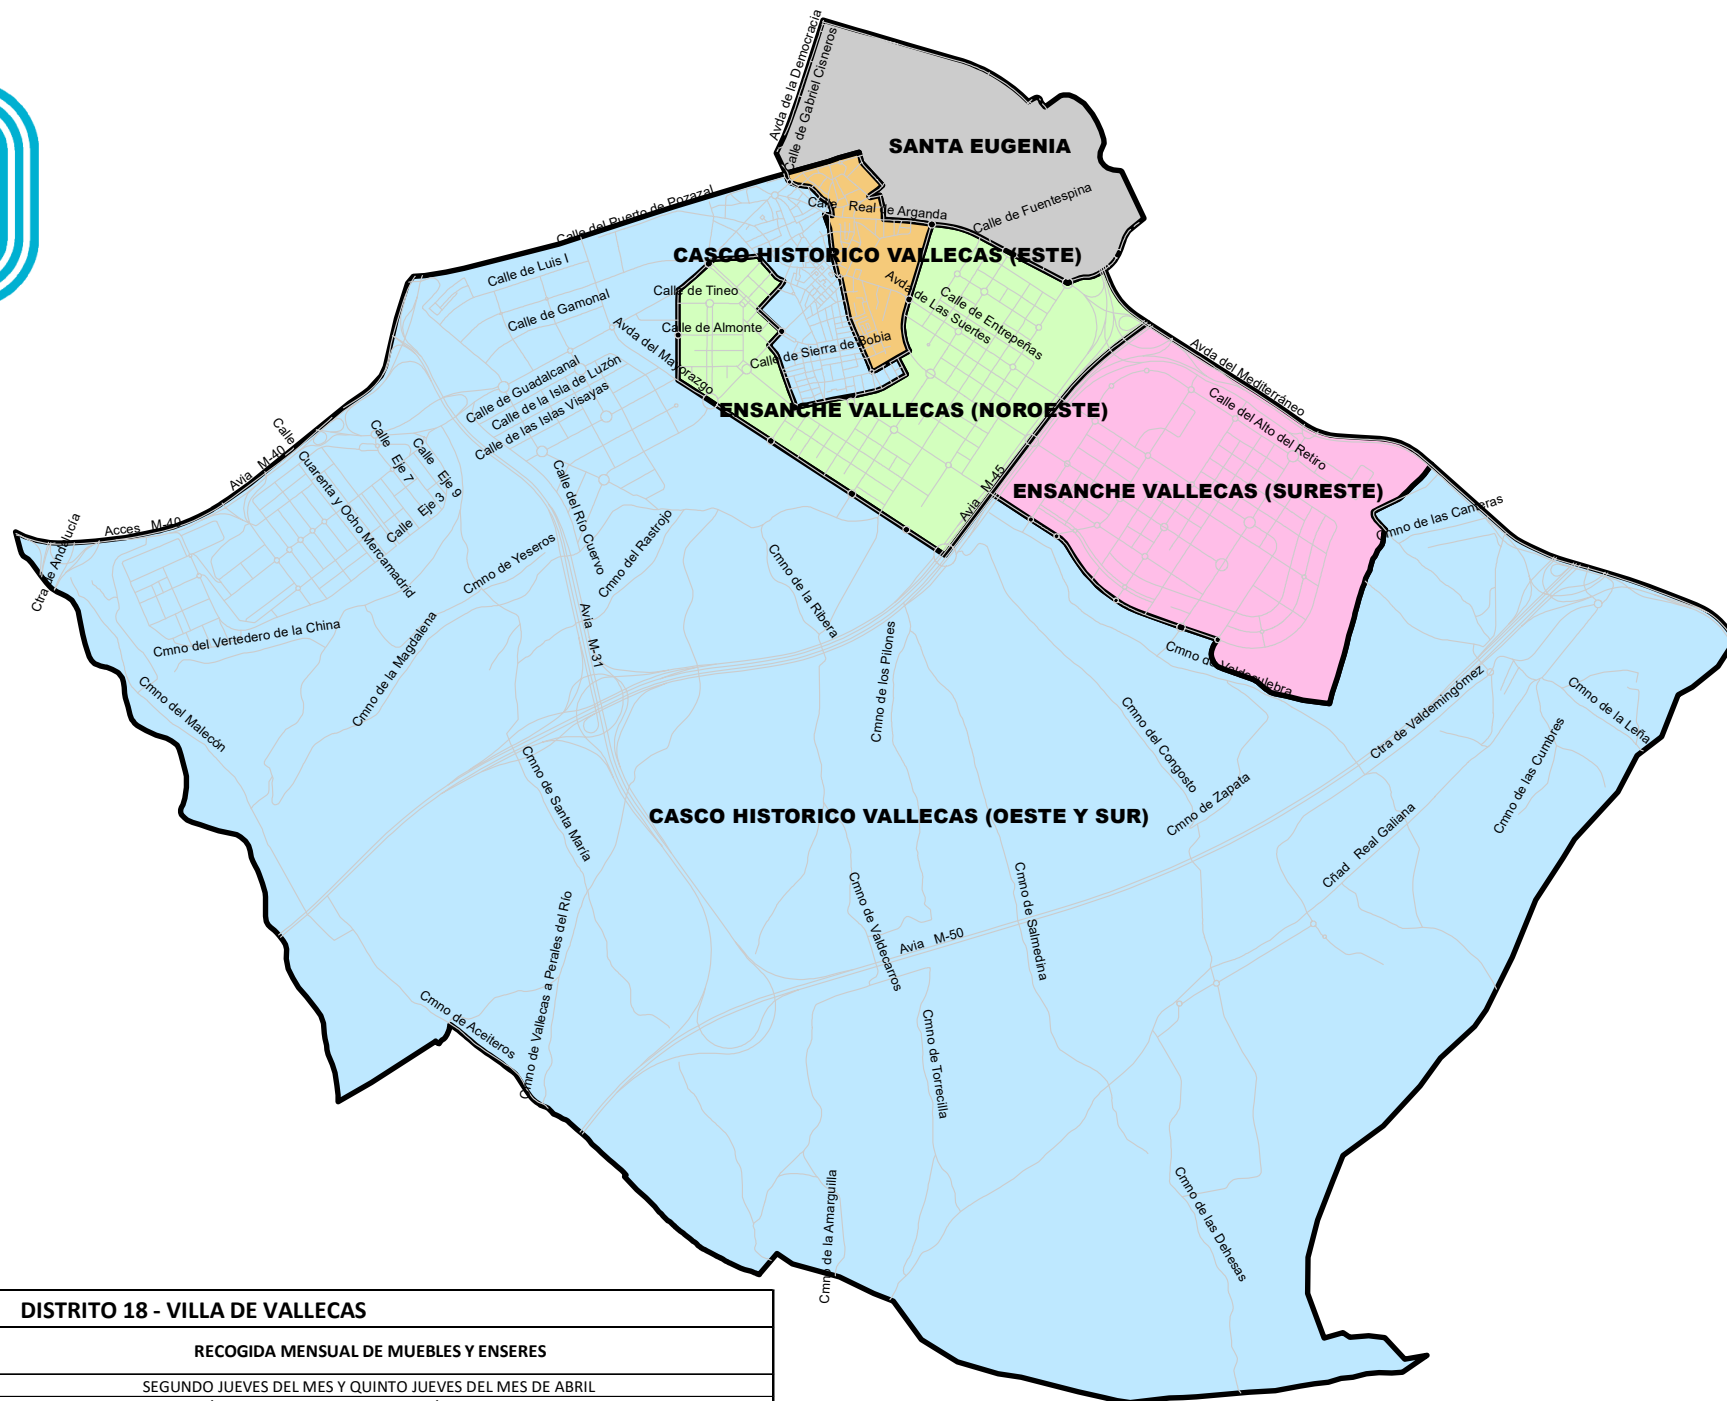 Avda de la Democracia
Calle de Gabriel Cisneros
SANTA EUGENIA
Calle de Fuentespina
Calle Real de Arganda
Calle del Puerto de Pozazal
CASCO HISTORICO VALLECAS (ESTE)
Calle de Luis I
Calle de Tineo
Calle de Gamonal
Calle de Almonte
Avda del Mayorazgo
Calle de Sierra de Bobia
Avda de Las Suertes
Calle de Entrepeñas
Avda del Mediterráneo
Calle de Guadalcanal
Calle de la Isla de Luzón
Calle de las Islas Visayas
ENSANCHE VALLECAS (NOROESTE)
Calle del Alto del Retiro
Calle Cuarenta y Ocho Mercamadrid
Avia M-40
Calle Eje 7
Calle Eje 9
Calle Eje 3
Acces M-40
Ctra de Andalucía
Avia M-45
ENSANCHE VALLECAS (SURESTE)
Cmno de las Canteras
Calle del Río Cuervo
Cmno del Rastrojo
Cmno de Yeseros
Cmno de la Ribera
Avia M-31
Cmno del Vertedero de la China
Cmno de la Magdalena
Cmno del Malecón
Cmno de los Pilones
Cmno de Valdeculebra
Cmno del Congosto
Cmno de Zapata
Ctra de Valdemingómez
Cmno de la Leña
Cmno de las Cumbres
Cñad Real Galiana
Cmno de Santa María
CASCO HISTORICO VALLECAS (OESTE Y SUR)
Cmno de Valdecarros
Cmno de Salmedina
Avia M-50
Cmno de Vallecas a Perales del Río
Cmno de Aceiteros
Cmno de Torrecilla
Cmno de la Amarguilla
Cmno de las Dehesas
DISTRITO 18 - VILLA DE VALLECAS
RECOGIDA MENSUAL DE MUEBLES Y ENSERES
SEGUNDO JUEVES DEL MES Y QUINTO JUEVES DEL MES DE ABRIL